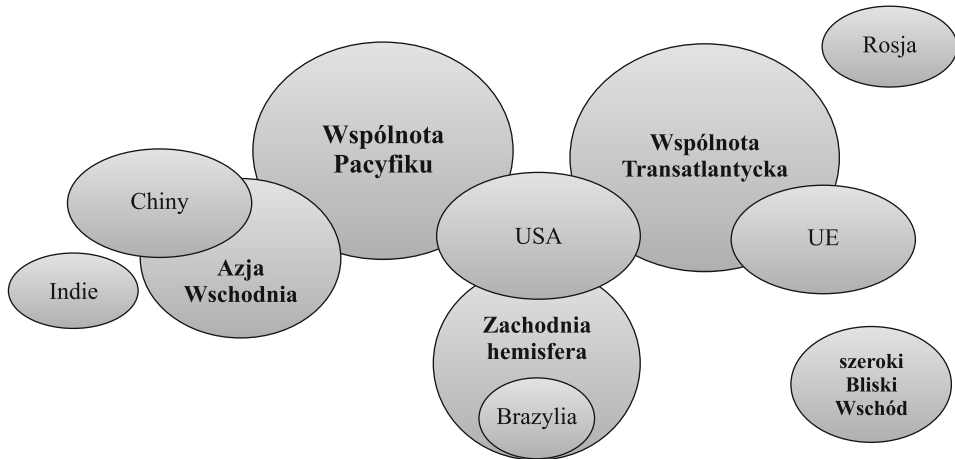 Rosja
Wspólnota
Pacyfiku
Wspólnota
Transatlantycka
Chiny
USA
UE
Azja
Wschodnia
Indie
Zachodnia
hemisfera
szeroki
Bliski
Wschód
Brazylia